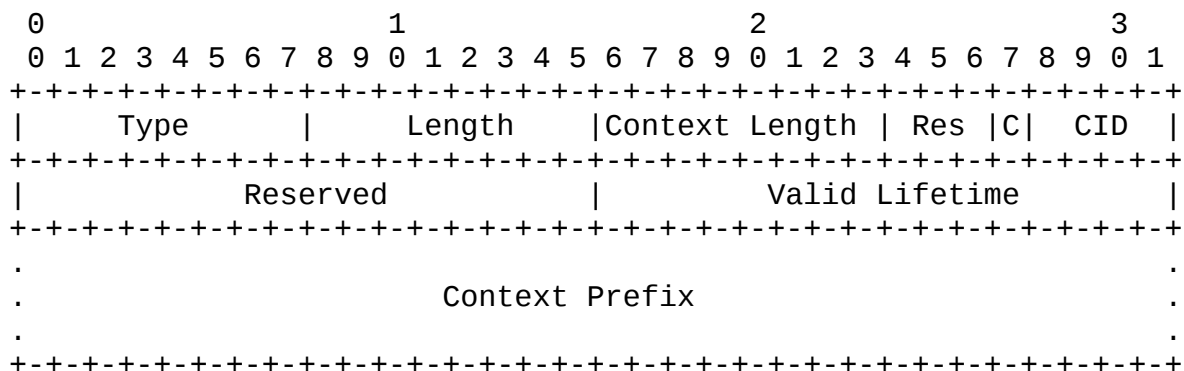 0                   1                   2                   3
 0 1 2 3 4 5 6 7 8 9 0 1 2 3 4 5 6 7 8 9 0 1 2 3 4 5 6 7 8 9 0 1
+-+-+-+-+-+-+-+-+-+-+-+-+-+-+-+-+-+-+-+-+-+-+-+-+-+-+-+-+-+-+-+-+
|     Type      |     Length    |Context Length | Res |C|  CID  |
+-+-+-+-+-+-+-+-+-+-+-+-+-+-+-+-+-+-+-+-+-+-+-+-+-+-+-+-+-+-+-+-+
|            Reserved           |         Valid Lifetime        |
+-+-+-+-+-+-+-+-+-+-+-+-+-+-+-+-+-+-+-+-+-+-+-+-+-+-+-+-+-+-+-+-+
.                                                               .
.                       Context Prefix                          .
.                                                               .
+-+-+-+-+-+-+-+-+-+-+-+-+-+-+-+-+-+-+-+-+-+-+-+-+-+-+-+-+-+-+-+-+